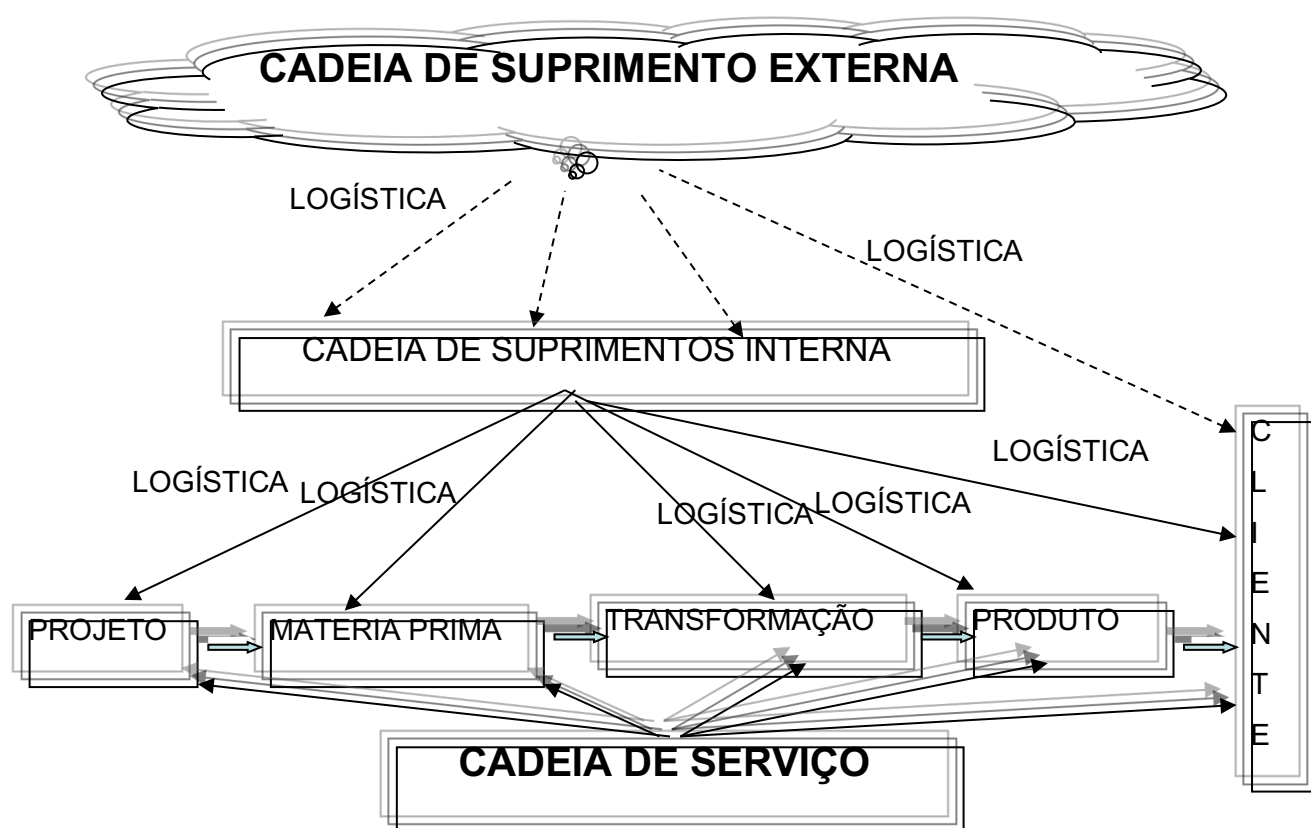 CADEIA DE SUPRIMENTO EXTERNA
LOGÍSTICA
LOGÍSTICA
CADEIA DE SUPRIMENTOS INTERNA
LOGÍSTICA
LOGÍSTICA
LOGÍSTICA
LOGÍSTICA
LOGÍSTICA
PROJETO
MATERIA PRIMA
TRANSFORMAÇÃO
PRODUTO
C
L
I
E
N
T
E
CADEIA DE SERVIÇO